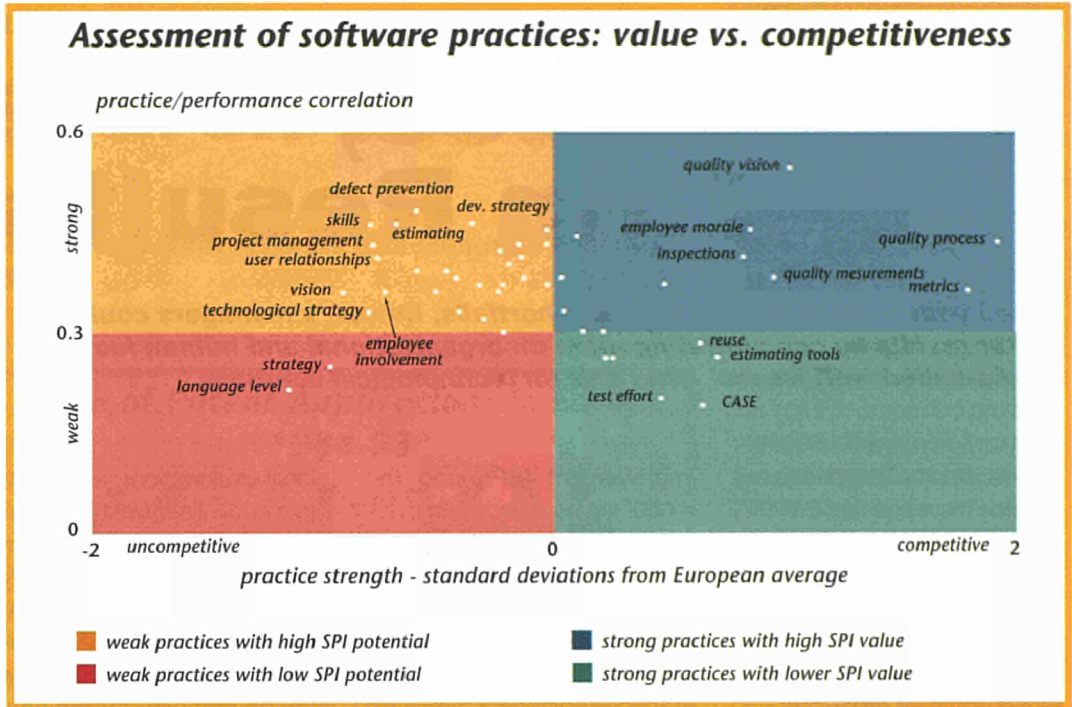 Assessment of software practices: value vs. competitiveness
practice/performance correlation
0.6
strong
0.3
weak
0
quality vision
defect prevention
dev. strategy
skills
estimating
employee morale
quality process
project management
inspections
user relationships
quality mesurements
metrics
vision
technological strategy
employee
involvement
reuse
estimating tools
strategy
language level
test effort
CASE
-2
uncompetitive
0
competitive
2
practice strength - standard deviations from European average
weak practices with high SPI potential
strong practices with high SPI value
weak practices with low SPI potential
strong practices with lower SPI value